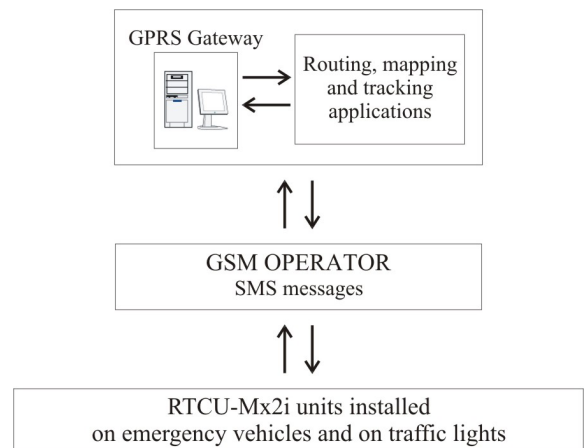 GPRS Gateway
Routing, mapping
and tracking
applications
GSM OPERATOR
SMS messages
RTCU-Mx2i units installed
on emergency vehicles and on traffic lights